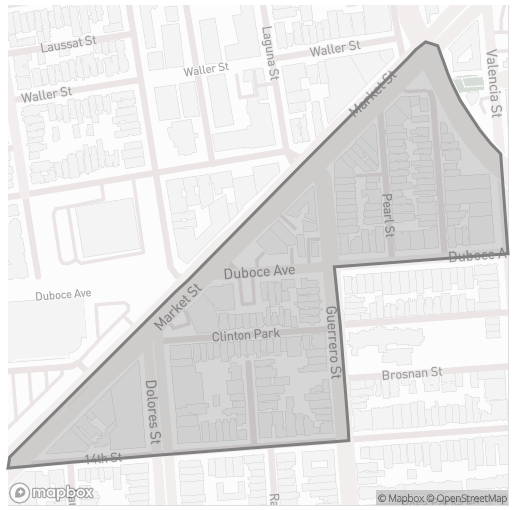 Laussat St
Waller St
Laguna St
Waller St
Waller St
Market St
Valencia St
Pearl St
Duboce A
Duboce Ave
Duboce Ave
Market St
Guerrero St
Clinton Park
Brosnan St
Dolores St
14th St
mapbox
© Mapbox © OpenStreetMap